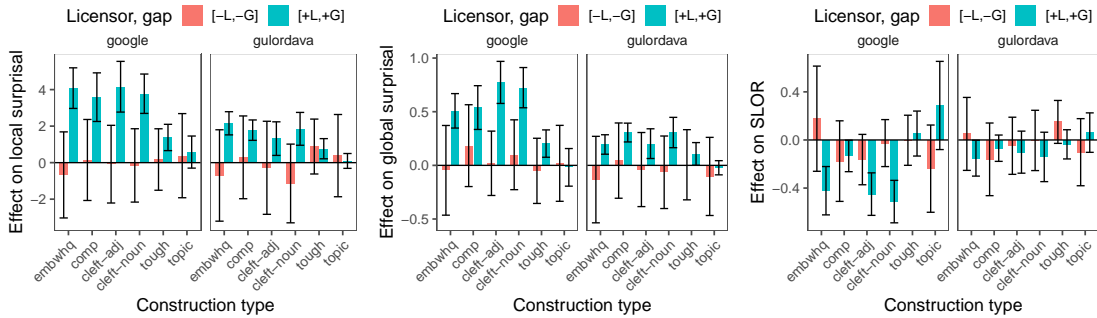 Licensor, gap [−L,−G] [+L,+G]
google gulordava
Effect on local surprisal
4
2
0
−2
embwhq comp cleft−adj cleft−noun tough topic embwhq comp cleft−adj cleft−noun tough topic
Construction type
Licensor, gap [−L,−G] [+L,+G]
google gulordava
Effect on global surprisal
1.0
0.5
0.0
−0.5
embwhq comp cleft−adj cleft−noun tough topic embwhq comp cleft−adj cleft−noun tough topic
Construction type
Licensor, gap [−L,−G] [+L,+G]
google gulordava
Effect on SLOR
0.4
0.0
−0.4
embwhq comp cleft−adj cleft−noun tough topic embwhq comp cleft−adj cleft−noun tough topic
Construction type